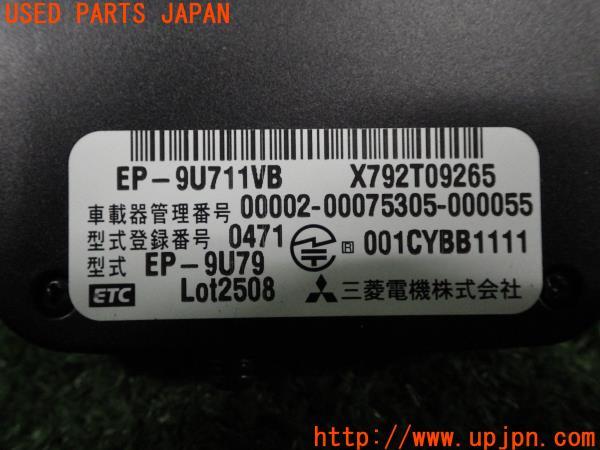 USED PARTS JAPAN
EP-9U711VB X792T09265
車載器管理番号 00002-00075305-000055
型式登録番号 0471 R 001CYBB1111
型式 EP-9U79
ETC Lot2508 三菱電機株式会社
http://www.upjpn.com